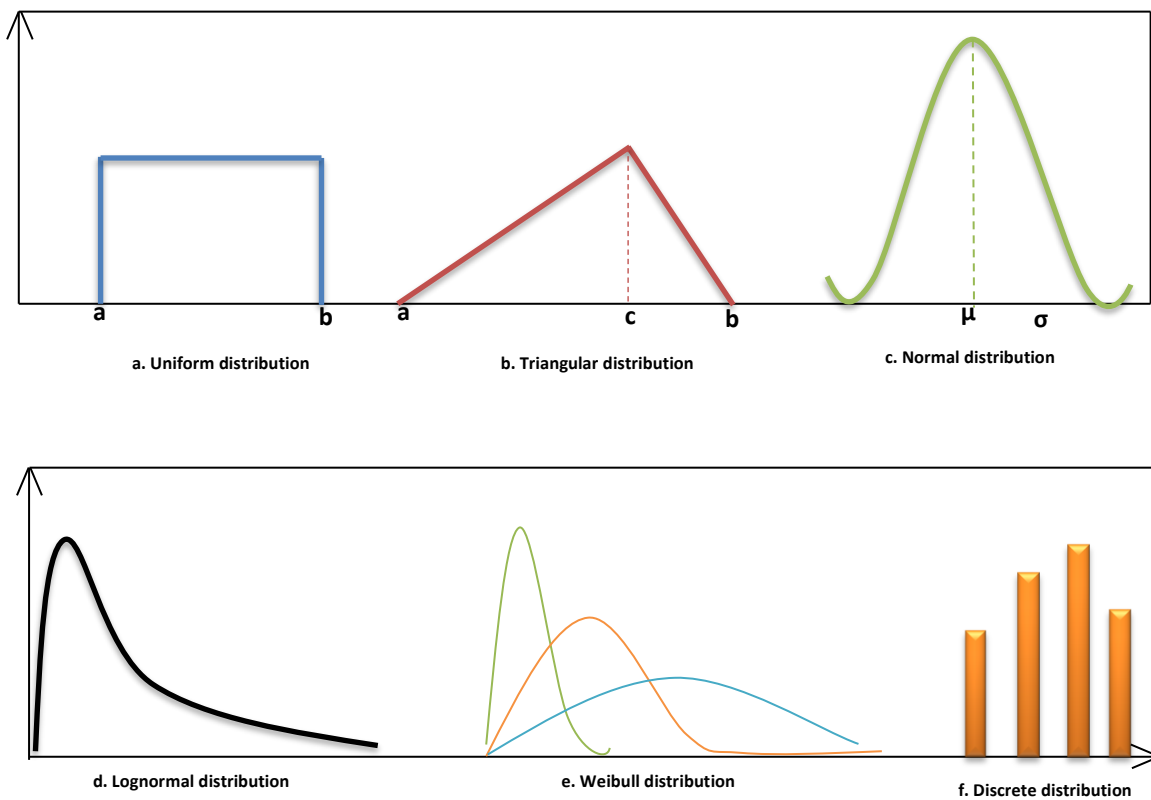 a
b
a
c
b
μ
σ
a. Uniform distribution
b. Triangular distribution
c. Normal distribution
d. Lognormal distribution
e. Weibull distribution
f. Discrete distribution